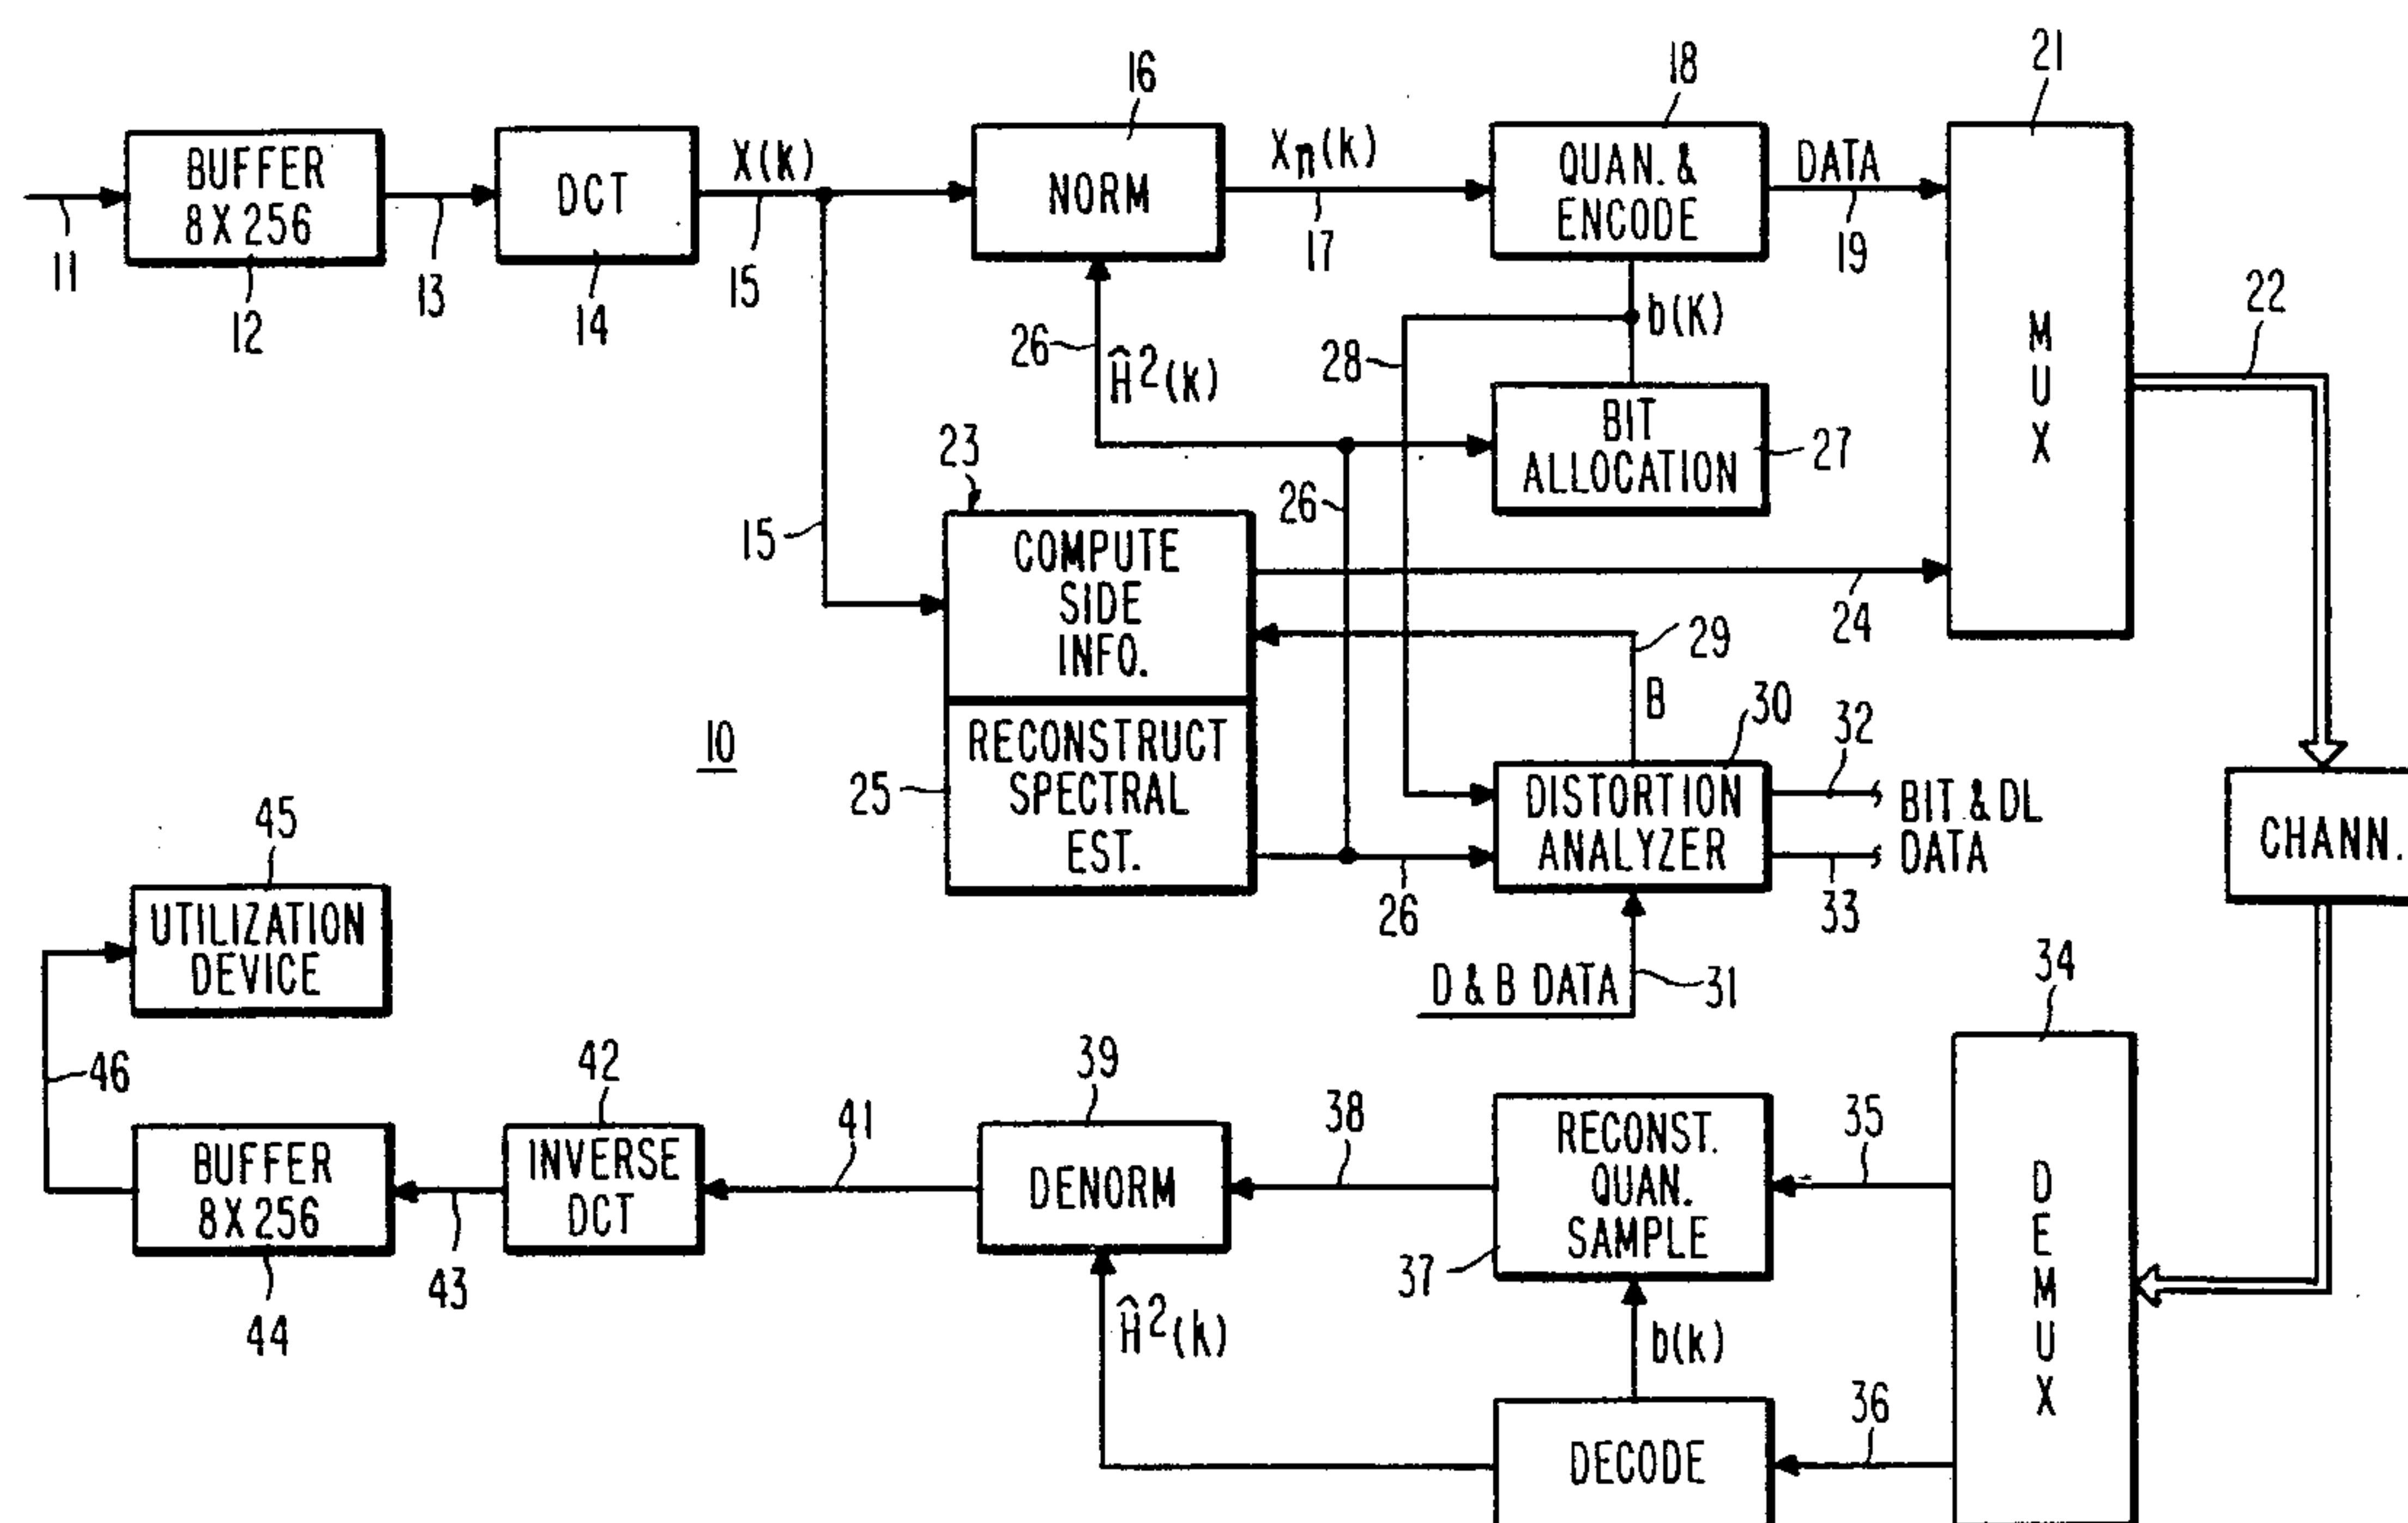 16
18
21
BUFFER
8X256
DCT
X(k)
NORM
Xn(k)
QUAN. &
ENCODE
DATA
MUX
11
12
13
14
15
17
19
22
26
Ĥ²(k)
28
b(K)
BIT
ALLOCATION
27
23
26
15
COMPUTE
SIDE
INFO.
24
29
B
10
25
RECONSTRUCT
SPECTRAL
EST.
30
32
DISTORTION
ANALYZER
BIT & DL
DATA
33
26
CHANN.
45
UTILIZATION
DEVICE
D & B DATA
31
34
46
42
39
41
38
35
BUFFER
8X256
INVERSE
DCT
DENORM
RECONST.
QUAN.
SAMPLE
DEMUX
44
43
37
Ĥ²(k)
b(k)
36
DECODE